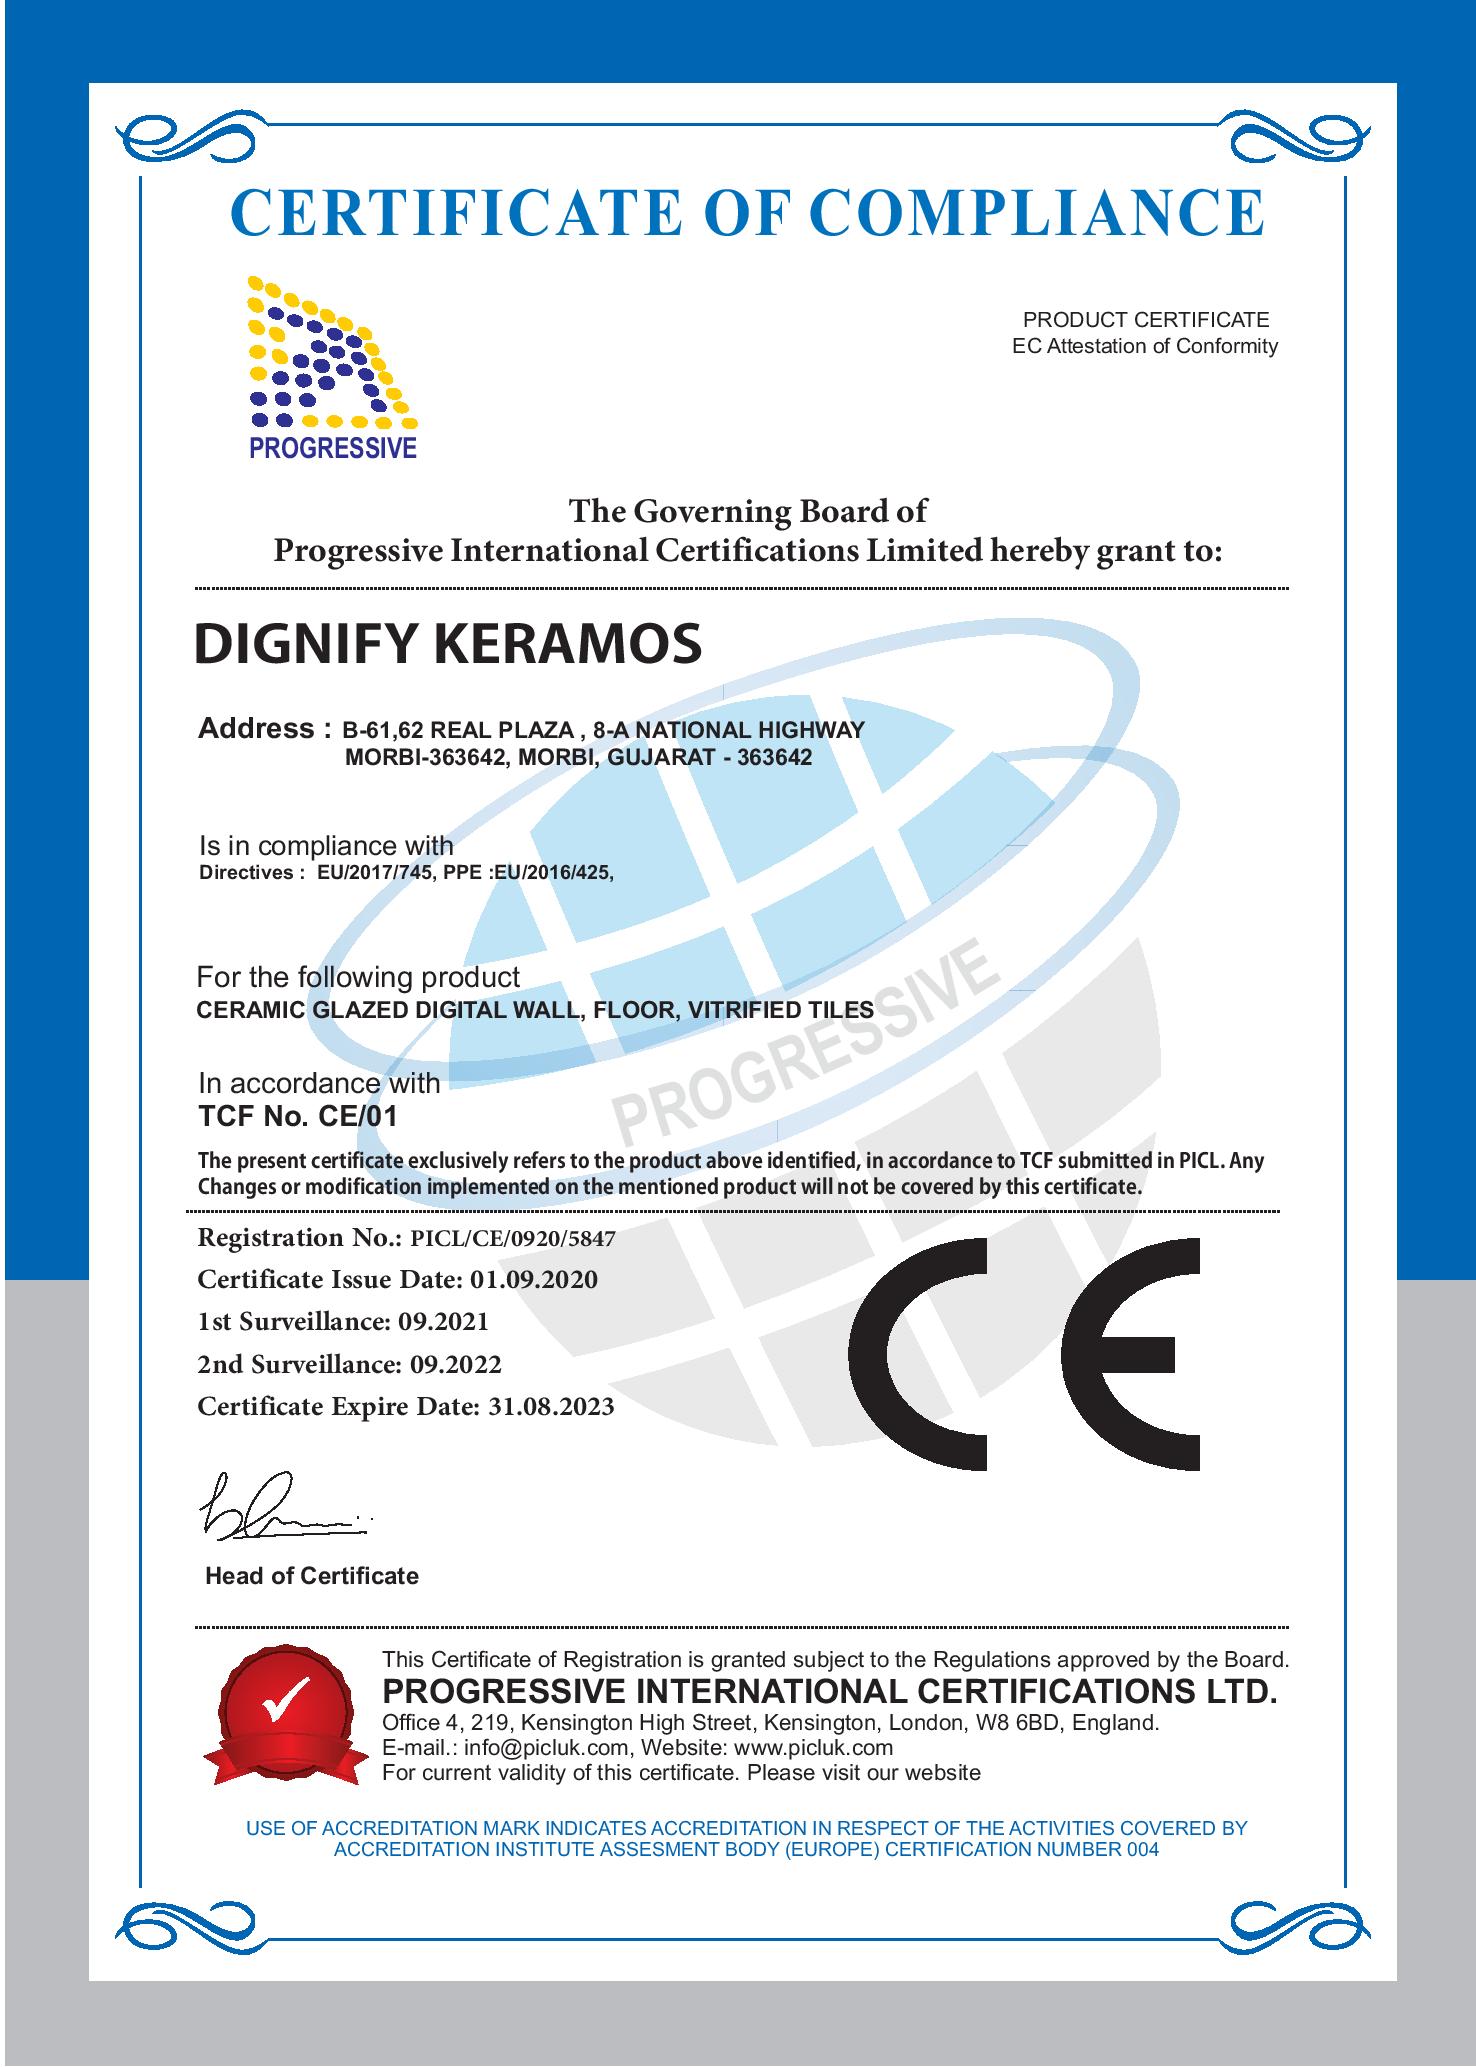 CERTIFICATE OF COMPLIANCE
PROGRESSIVE
PRODUCT CERTIFICATE
EC Attestation of Conformity
The Governing Board of
Progressive International Certifications Limited hereby grant to:
DIGNIFY KERAMOS
Address : B-61,62 REAL PLAZA , 8-A NATIONAL HIGHWAY
MORBI-363642, MORBI, GUJARAT - 363642
Is in compliance with
Directives : EU/2017/745, PPE :EU/2016/425,
For the following product
CERAMIC GLAZED DIGITAL WALL, FLOOR, VITRIFIED TILES
PROGRESSIVE
In accordance with
TCF No. CE/01
The present certificate exclusively refers to the product above identified, in accordance to TCF submitted in PICL. Any
Changes or modification implemented on the mentioned product will not be covered by this certificate.
Registration No.: PICL/CE/0920/5847
Certificate Issue Date: 01.09.2020
1st Surveillance: 09.2021
2nd Surveillance: 09.2022
Certificate Expire Date: 31.08.2023
CE
Head of Certificate
This Certificate of Registration is granted subject to the Regulations approved by the Board.
PROGRESSIVE INTERNATIONAL CERTIFICATIONS LTD.
Office 4, 219, Kensington High Street, Kensington, London, W8 6BD, England.
E-mail.: info@picluk.com, Website: www.picluk.com
For current validity of this certificate. Please visit our website
USE OF ACCREDITATION MARK INDICATES ACCREDITATION IN RESPECT OF THE ACTIVITIES COVERED BY
ACCREDITATION INSTITUTE ASSESMENT BODY (EUROPE) CERTIFICATION NUMBER 004